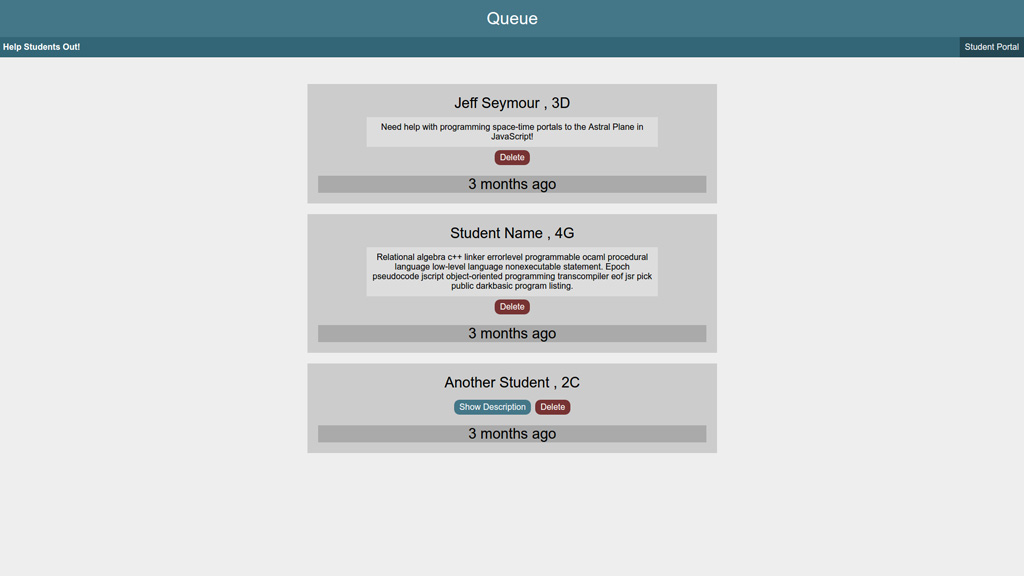 Queue
Help Students Out!
Student Portal
Jeff Seymour , 3D
Need help with programming space-time portals to the Astral Plane in
JavaScript!
Delete
3 months ago
Student Name , 4G
Relational algebra c++ linker errorlevel programmable ocaml procedural
language low-level language nonexecutable statement. Epoch
pseudocode jscript object-oriented programming transcompiler eof jsr pick
public darkbasic program listing.
Delete
3 months ago
Another Student , 2C
Show Description Delete
3 months ago